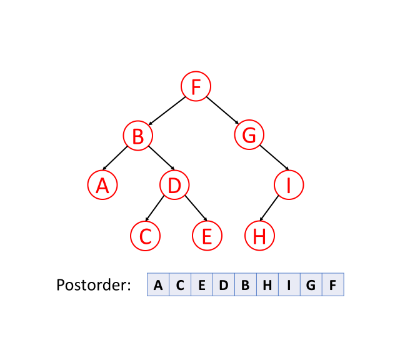 F
B G
A D I
C E H
Postorder: A C E D B H I G F